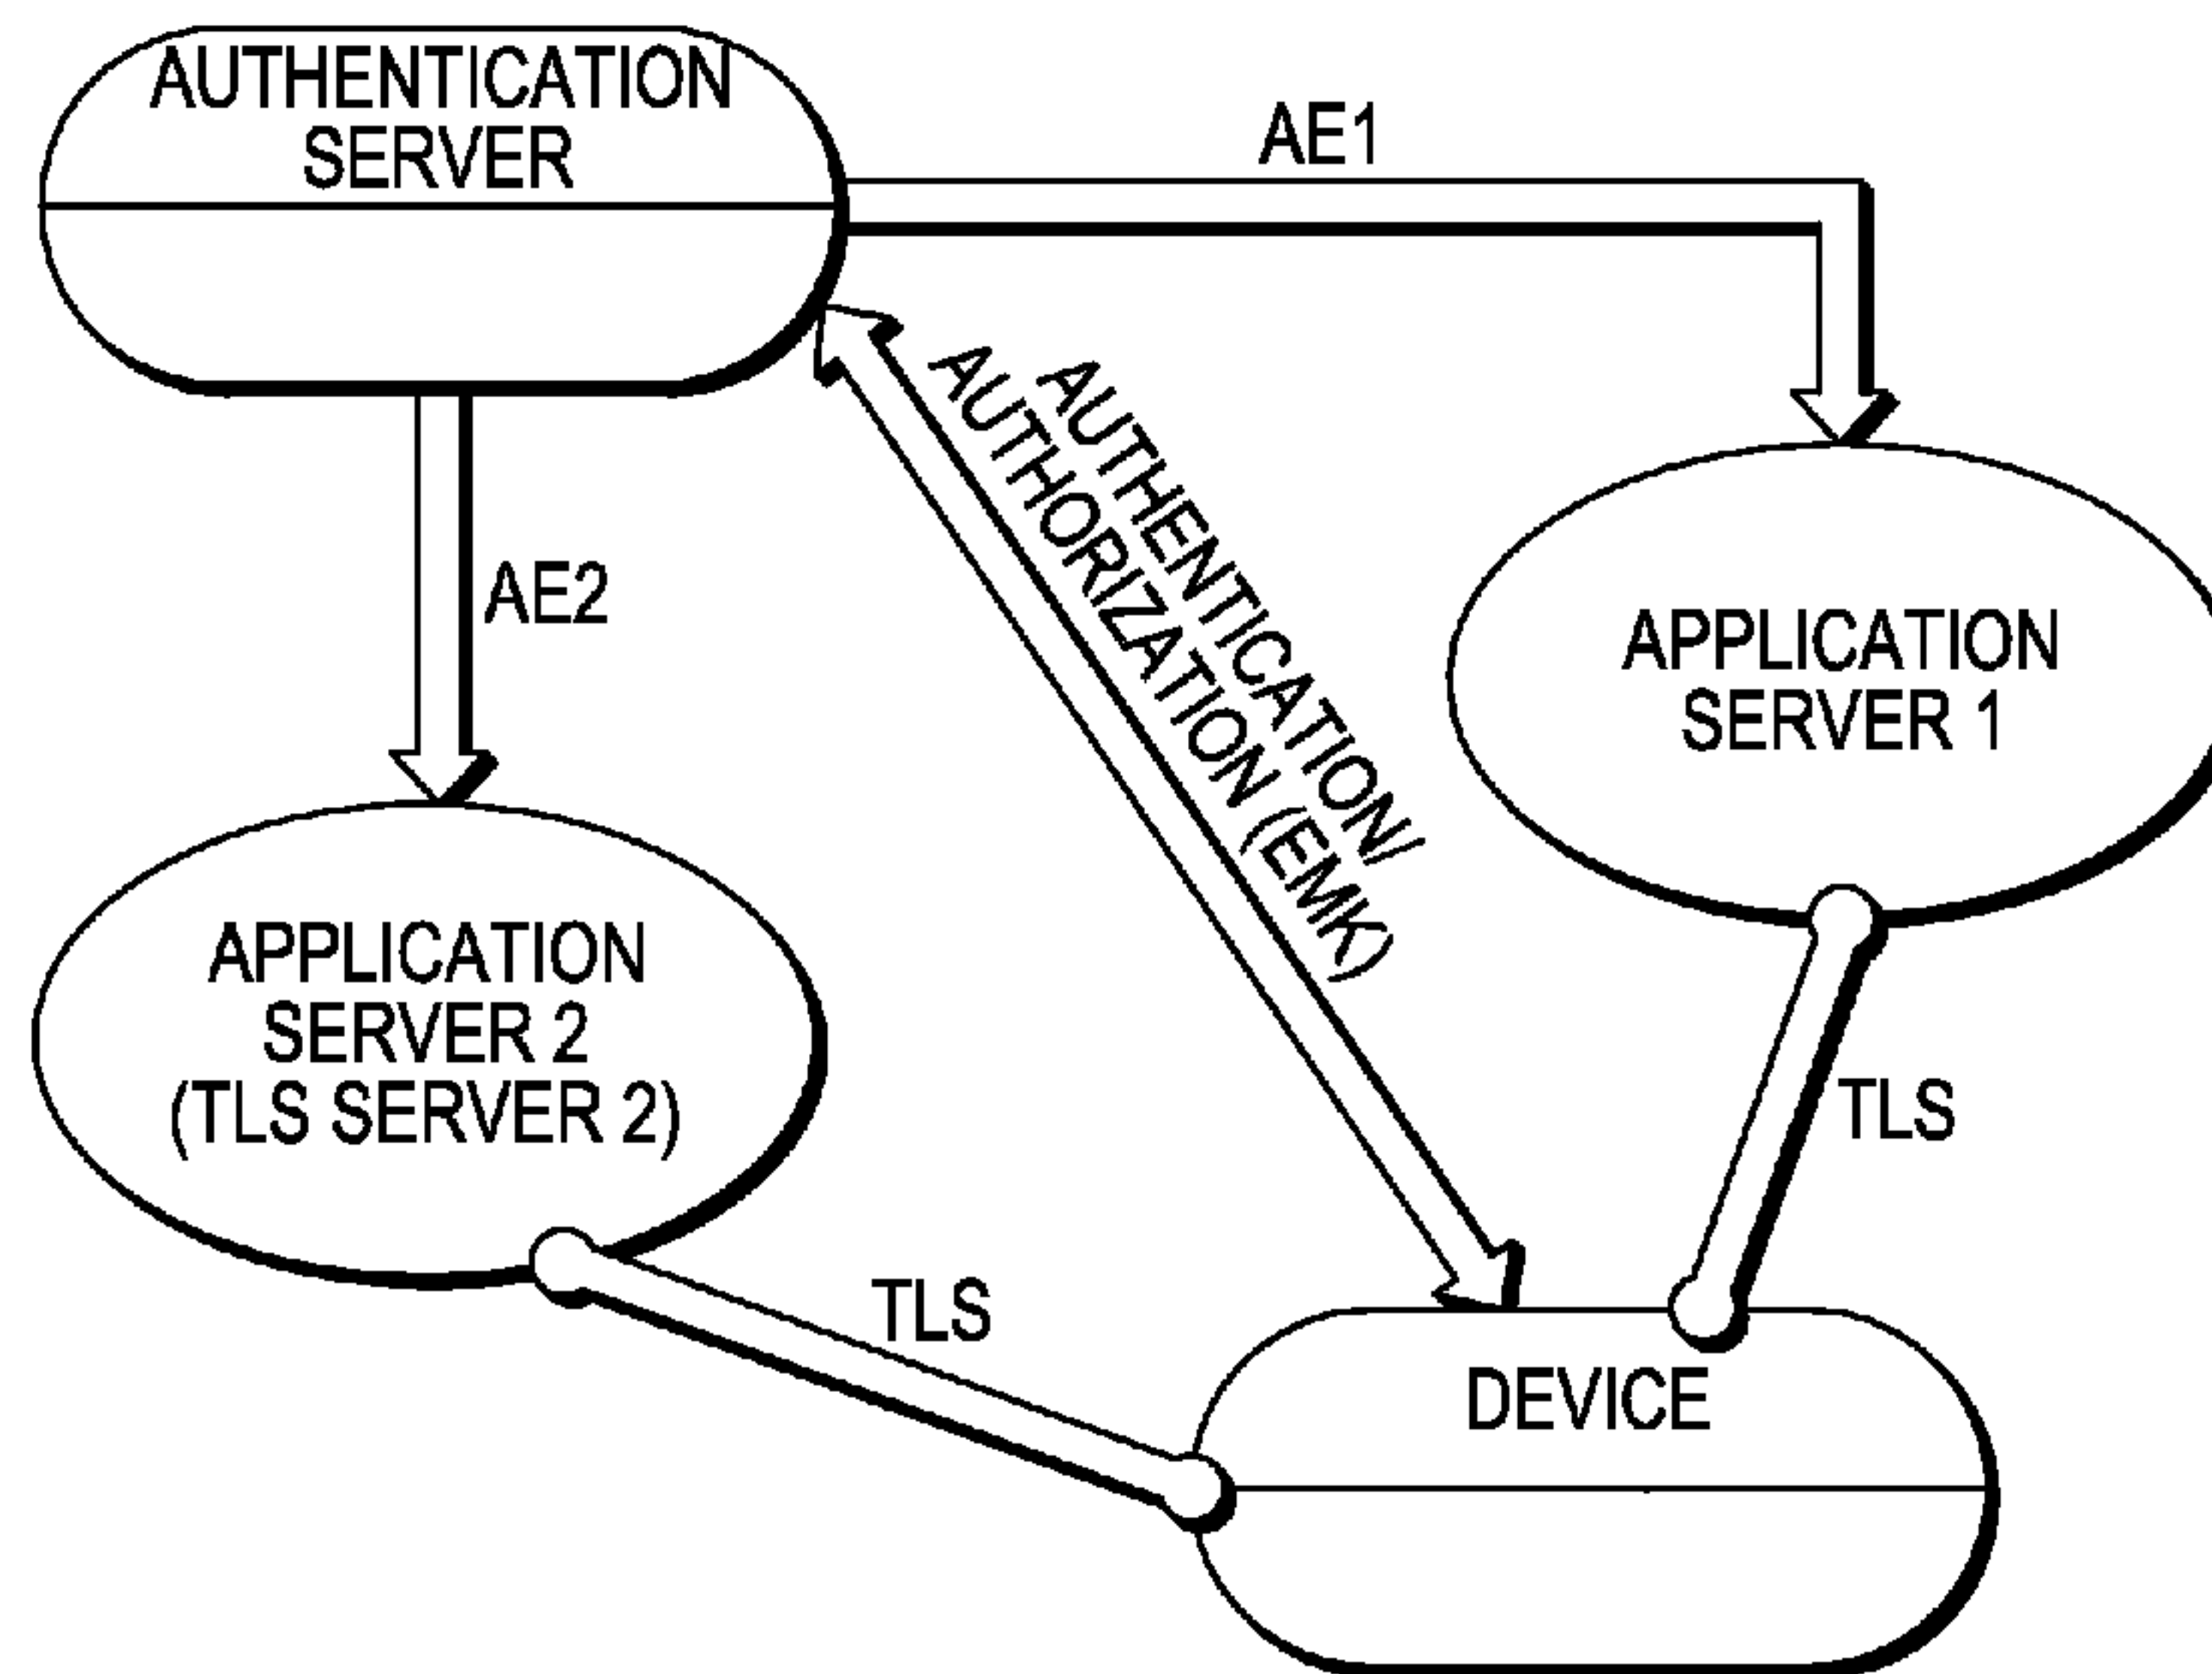 AUTHENTICATION
SERVER
AE1
AUTHENTICATION/
AUTHORIZATION (EMK)
AE2
APPLICATION
SERVER 1
APPLICATION
SERVER 2
(TLS SERVER 2)
TLS
TLS
DEVICE